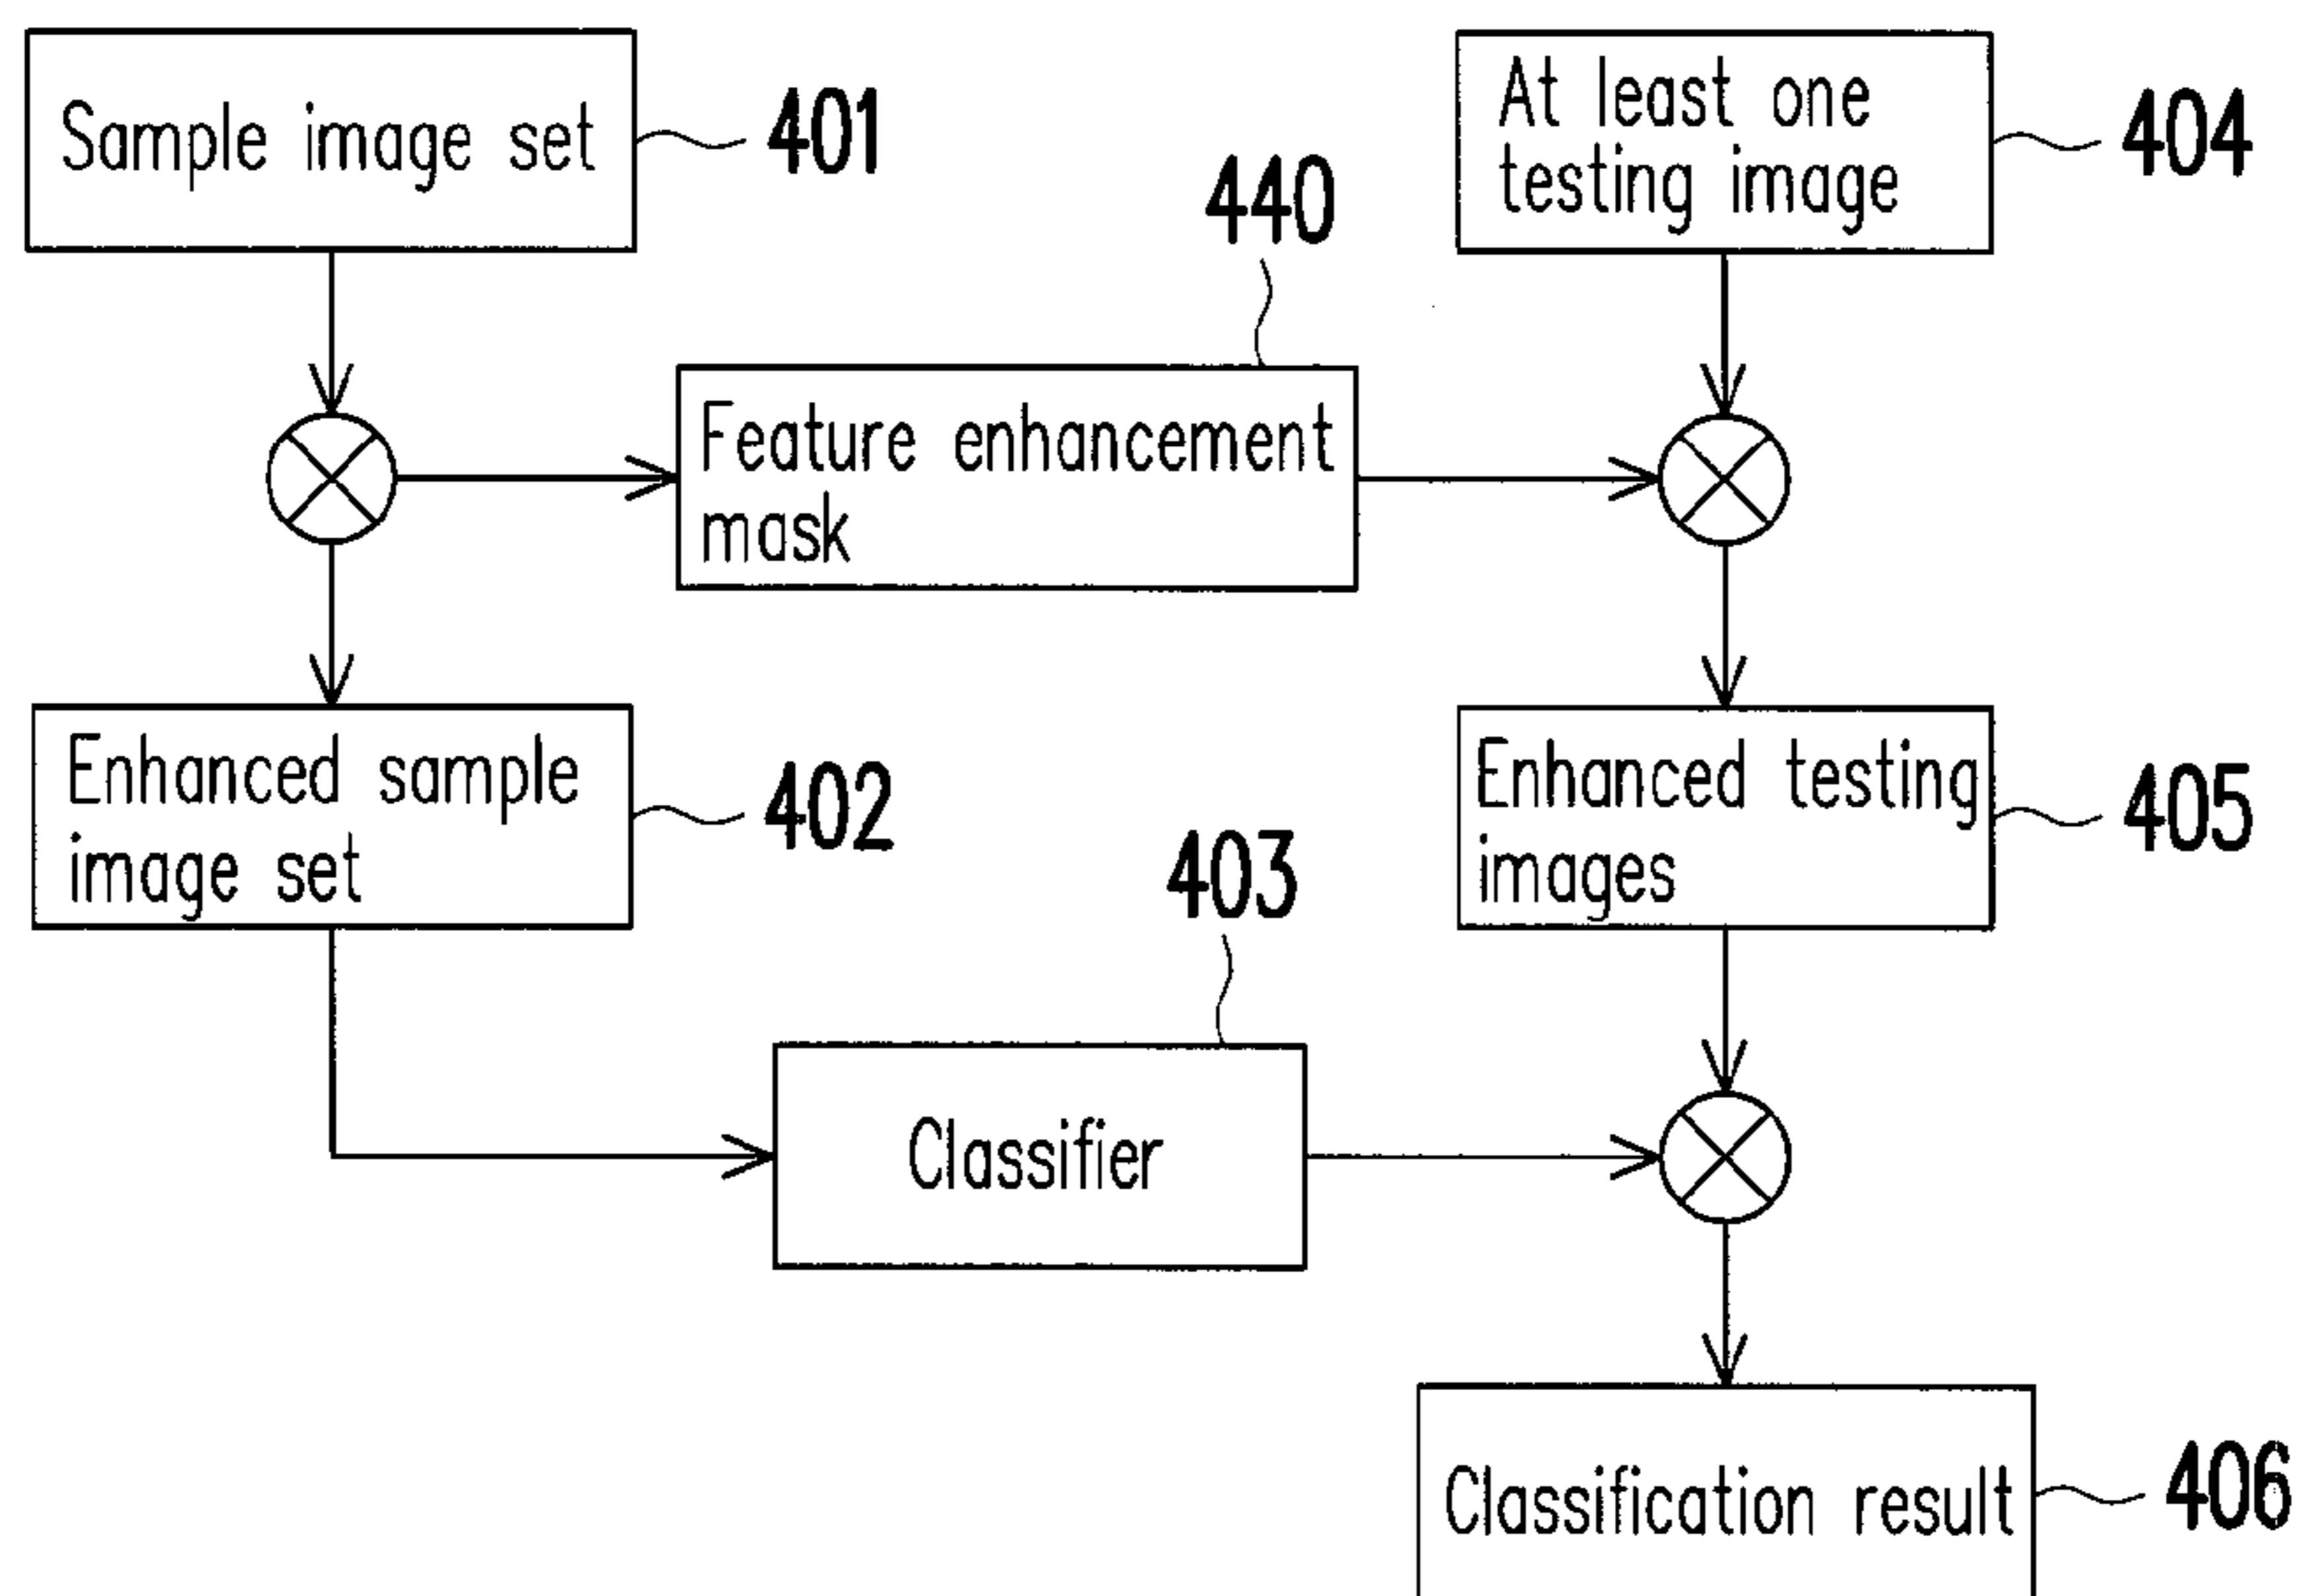 Sample image set
401
At least one
testing image
404
440
Feature enhancement
mask
Enhanced sample
image set
402
Enhanced testing
images
405
403
Classifier
Classification result
406